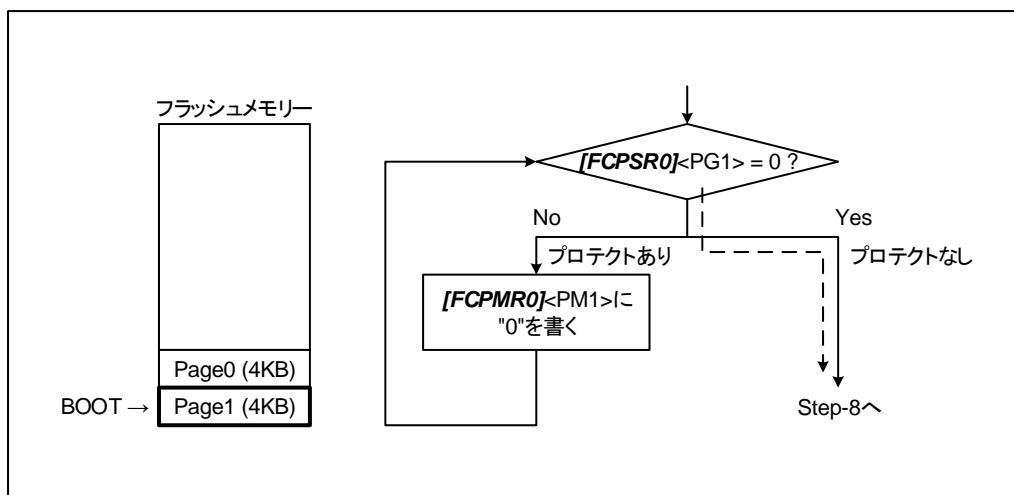 フラッシュメモリー
Page0 (4KB)
BOOT → Page1 (4KB)
[FCPSR0]<PG1> = 0 ?
No
Yes
プロテクトあり
プロテクトなし
[FCPMR0]<PM1>に
"0"を書く
Step-8へ